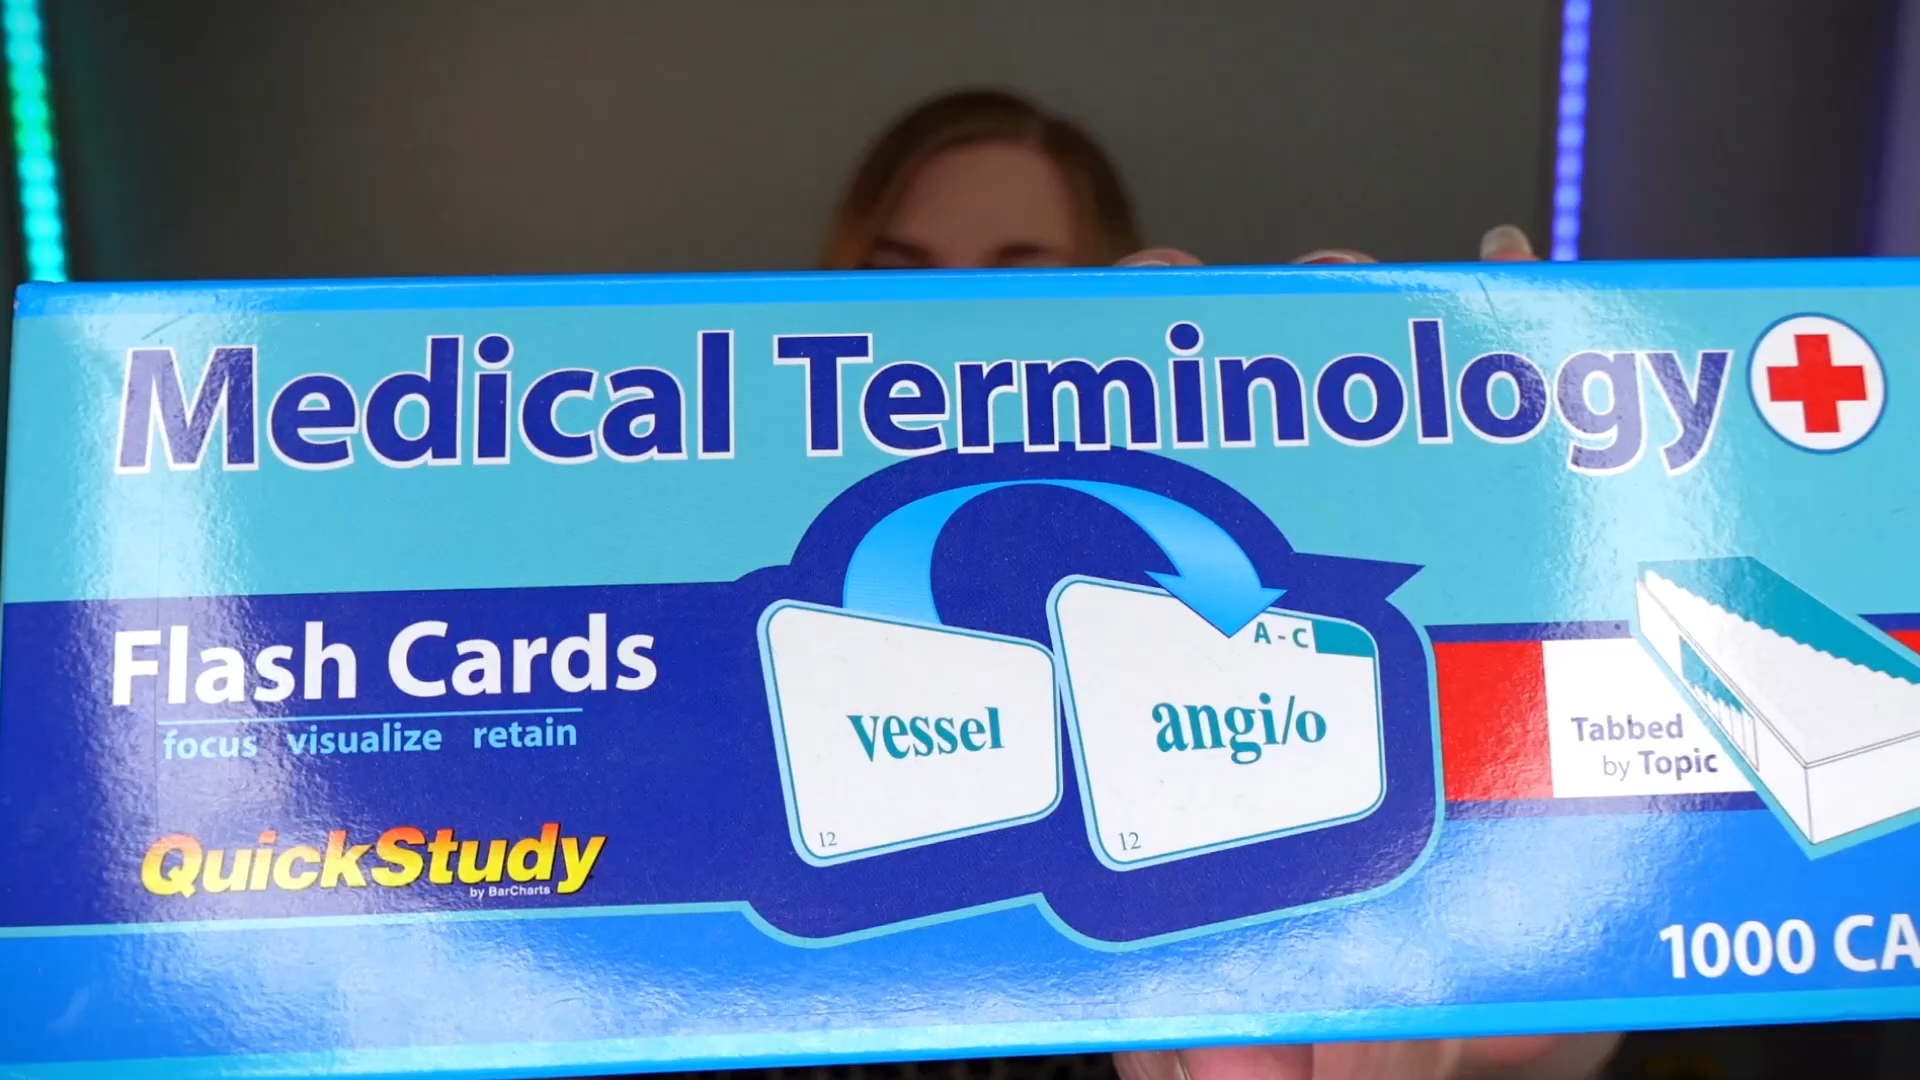 Medical Terminology
Flash Cards
focus visualize retain
QuickStudy
by BarCharts
vessel
12
A - C
angi/o
12
Tabbed
by Topic
1000 CA